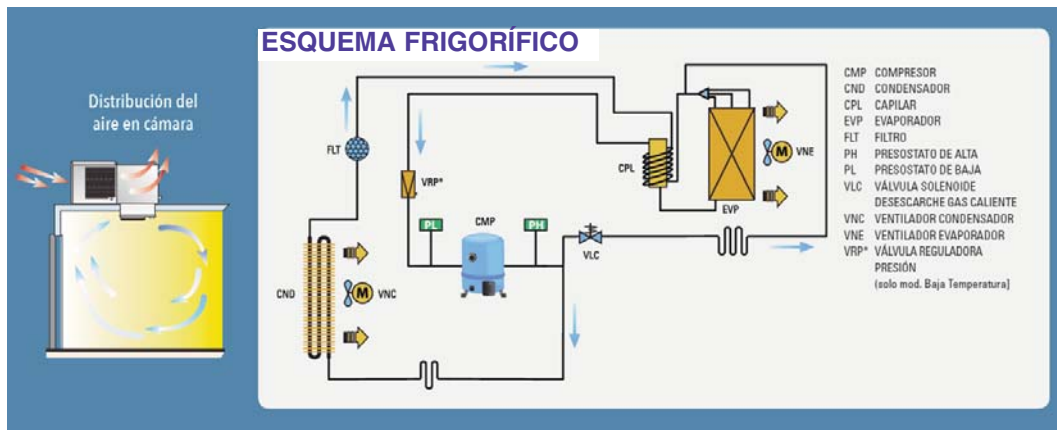 ESQUEMA FRIGORÍFICO
Distribución del
aire en cámara
FLT
VRP*
CPL
EVP
M
VNE
PL
CMP
PH
VLC
CND
M
VNC
CMP COMPRESOR
CND CONDENSADOR
CPL CAPILAR
EVP EVAPORADOR
FLT FILTRO
PH PRESOSTATO DE ALTA
PL PRESOSTATO DE BAJA
VLC VÁLVULA SOLENOIDE
DESESCARCHE GAS CALIENTE
VNC VENTILADOR CONDENSADOR
VNE VENTILADOR EVAPORADOR
VRP* VÁLVULA REGULADORA
PRESIÓN
(solo mod. Baja Temperatura]